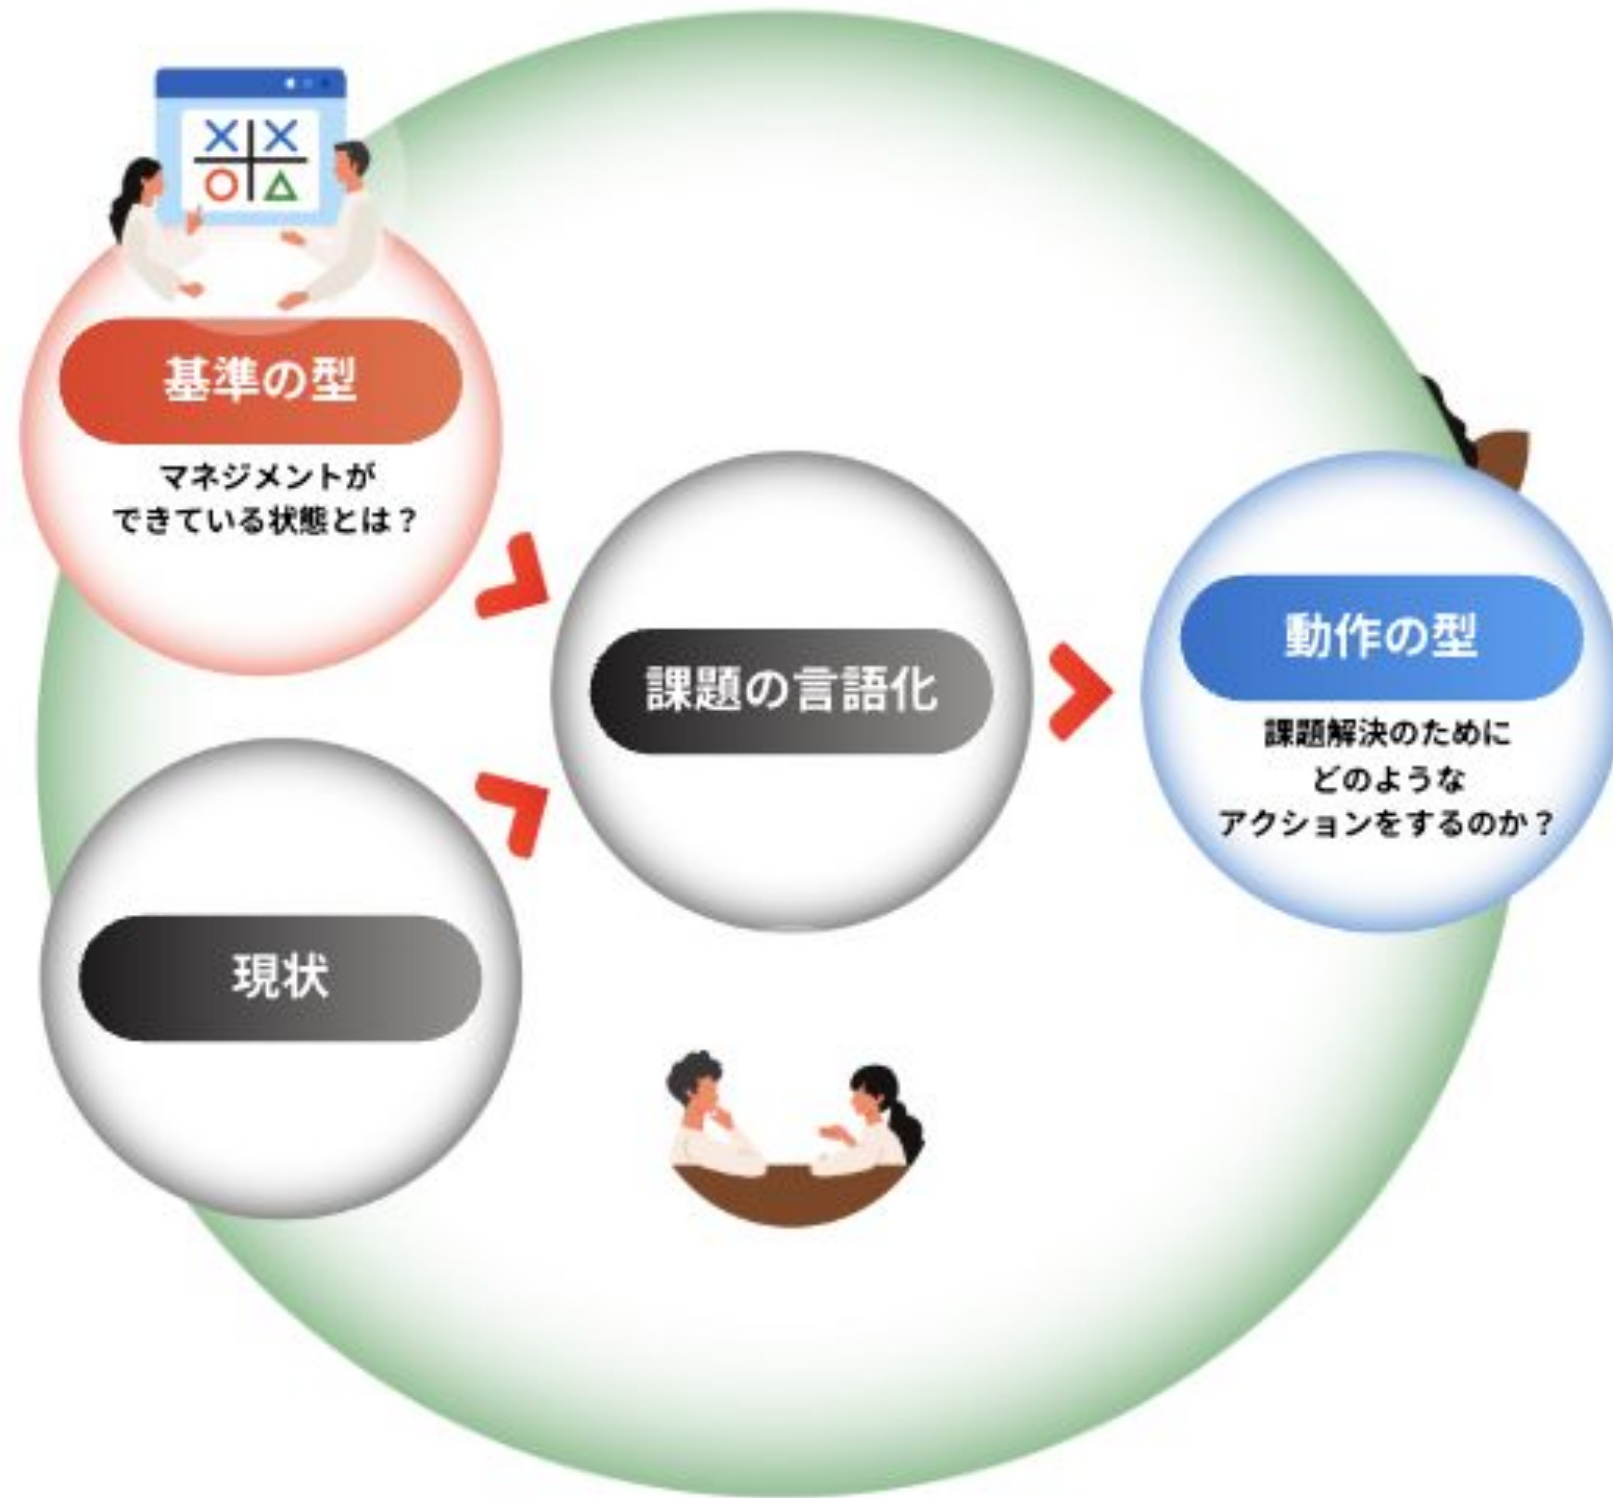 基準の型
マネジメントが
できている状態とは？
現状
課題の言語化
動作の型
課題解決のために
どのような
アクションをするのか？